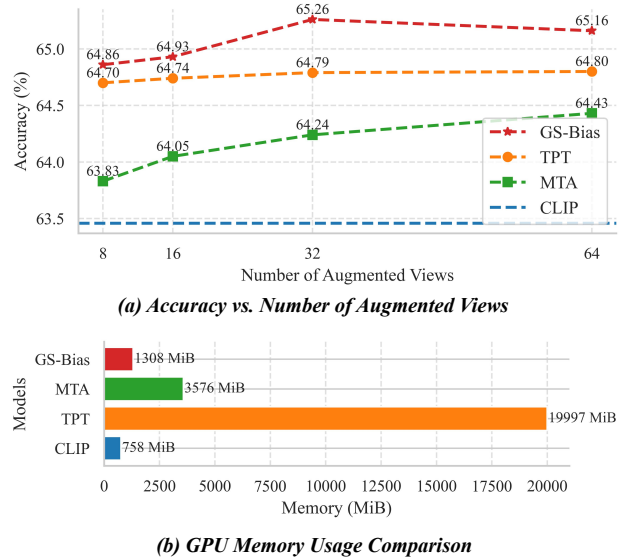 65.26
65.16
64.93
64.86
64.80
64.79
64.74
64.70
64.43
64.24
64.05
63.83
65.0
64.5
64.0
63.5
Accuracy (%)
GS-Bias
TPT
MTA
CLIP
8 16 32 64
Number of Augmented Views
(a) Accuracy vs. Number of Augmented Views
Models
GS-Bias 1308 MiB
MTA 3576 MiB
TPT 19997 MiB
CLIP 758 MiB
0 2500 5000 7500 10000 12500 15000 17500 20000
Memory (MiB)
(b) GPU Memory Usage Comparison